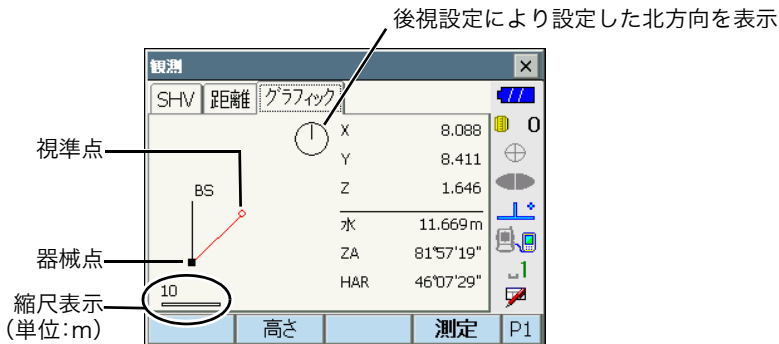 後視設定により設定した北方向を表示
観測
SHV 距離 グラフィック
X 8.088
0
Y 8.411
視準点
Z 1.646
BS
水 11.669m
器械点
ZA 81°57'19"
HAR 46°07'29"
1
10
縮尺表示
(単位:m)
高さ 測定 P1